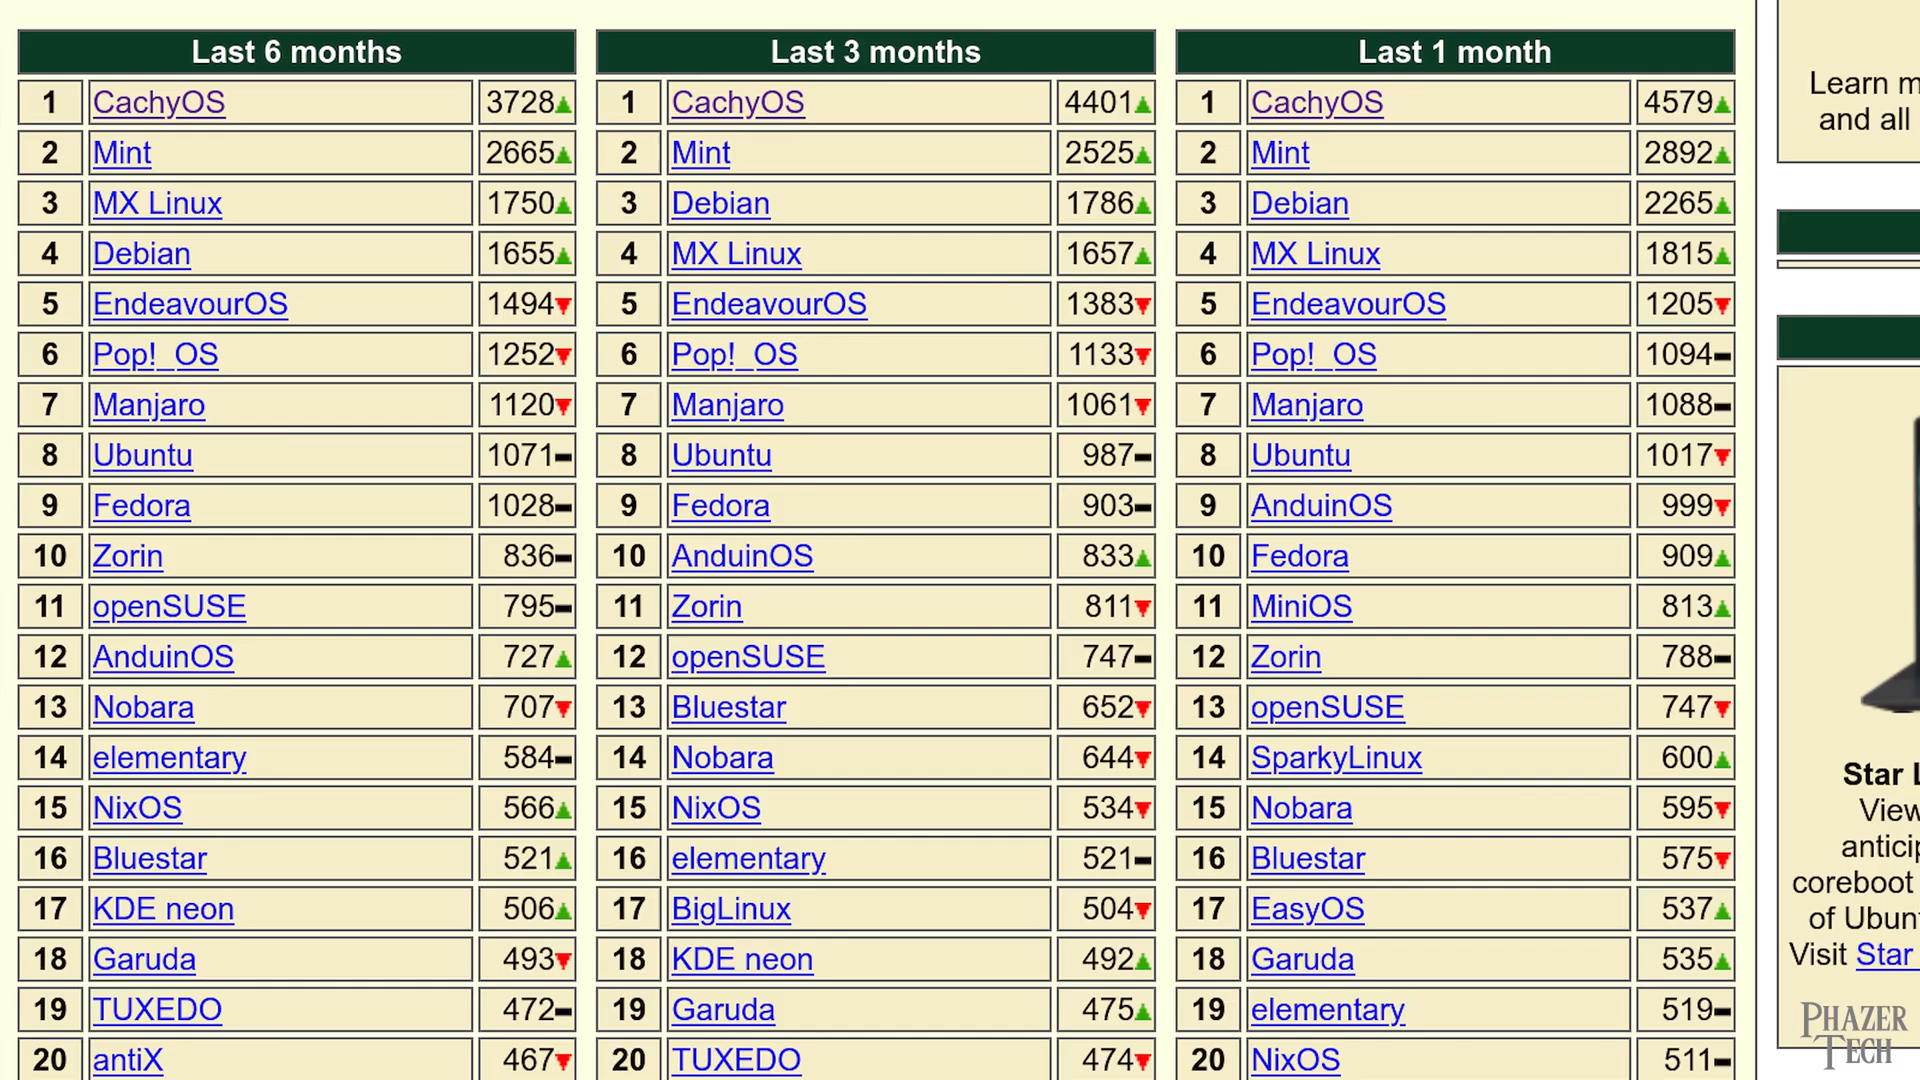 Last 6 months
1 CachyOS 3728
2 Mint 2665
3 MX Linux 1750
4 Debian 1655
5 EndeavourOS 1494
6 Pop!_OS 1252
7 Manjaro 1120
8 Ubuntu 1071
9 Fedora 1028
10 Zorin 836
11 openSUSE 795
12 AnduinOS 727
13 Nobara 707
14 elementary 584
15 NixOS 566
16 Bluestar 521
17 KDE neon 506
18 Garuda 493
19 TUXEDO 472
20 antiX 467
Last 3 months
1 CachyOS 4401
2 Mint 2525
3 Debian 1786
4 MX Linux 1657
5 EndeavourOS 1383
6 Pop!_OS 1133
7 Manjaro 1061
8 Ubuntu 987
9 Fedora 903
10 AnduinOS 833
11 Zorin 811
12 openSUSE 747
13 Bluestar 652
14 Nobara 644
15 NixOS 534
16 elementary 521
17 BigLinux 504
18 KDE neon 492
19 Garuda 475
20 TUXEDO 474
Last 1 month
1 CachyOS 4579
2 Mint 2892
3 Debian 2265
4 MX Linux 1815
5 EndeavourOS 1205
6 Pop!_OS 1094
7 Manjaro 1088
8 Ubuntu 1017
9 AnduinOS 999
10 Fedora 909
11 MiniOS 813
12 Zorin 788
13 openSUSE 747
14 SparkyLinux 600
15 Nobara 595
16 Bluestar 575
17 EasyOS 537
18 Garuda 535
19 elementary 519
20 NixOS 511
Learn
and all
Star
View
coreboot
of
Visit Star
PHAZER
TECH